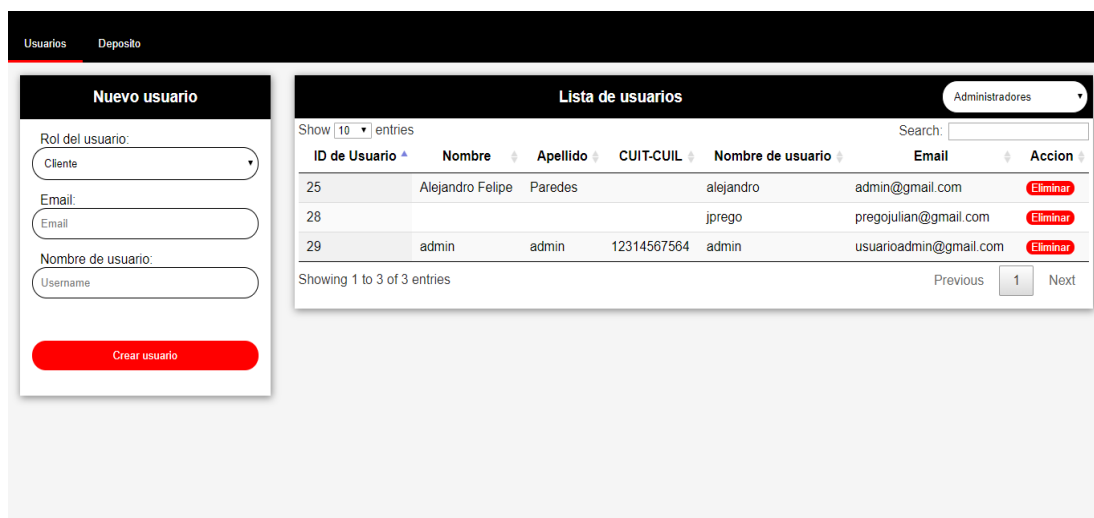 Usuarios Deposito
Nuevo usuario
Rol del usuario:
Cliente
Email:
Email
Nombre de usuario:
Username
Crear usuario
Lista de usuarios Administradores
Show 10 entries Search:
ID de Usuario Nombre Apellido CUIT-CUIL Nombre de usuario Email Accion
25 Alejandro Felipe Paredes alejandro admin@gmail.com Eliminar
28 jprego pregojulian@gmail.com Eliminar
29 admin admin 12314567564 admin usuarioadmin@gmail.com Eliminar
Showing 1 to 3 of 3 entries Previous 1 Next